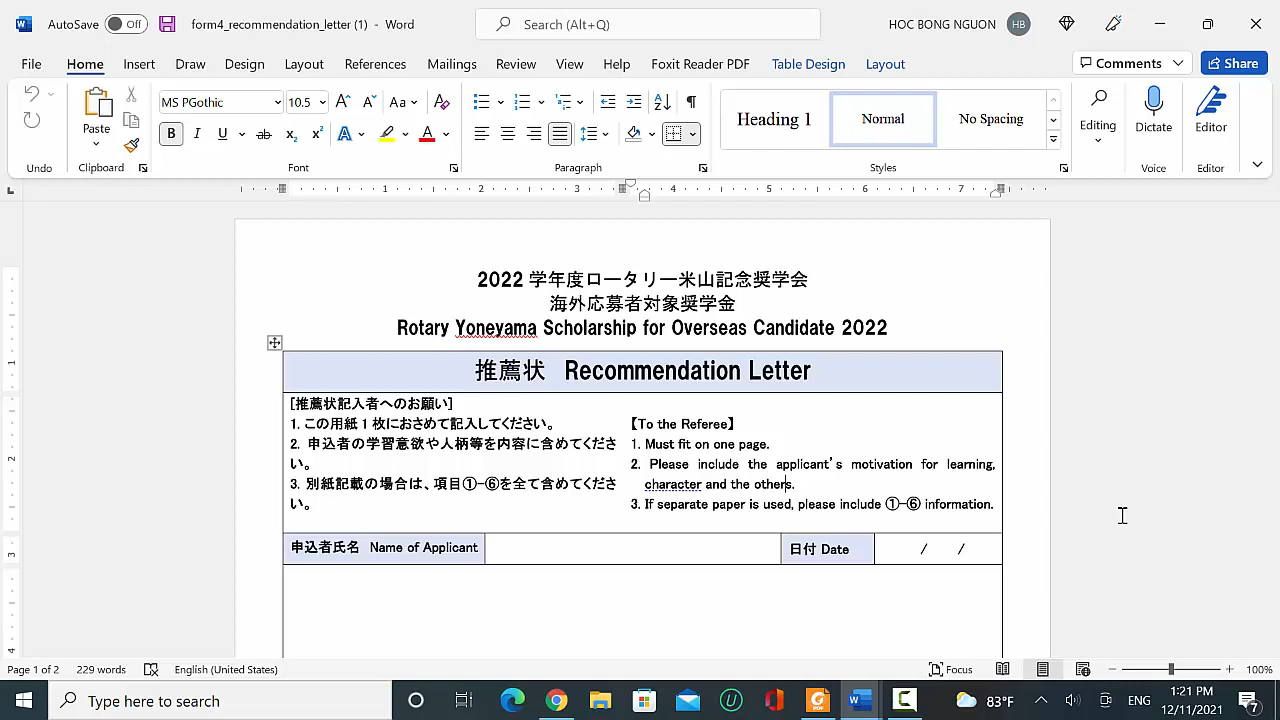 AutoSave Off form4_recommendation_letter (1) - Word Search (Alt+Q) HOC BONG NGUON HB
File Home Insert Draw Design Layout References Mailings Review View Help Foxit Reader PDF Table Design Layout Comments Share
MS PGothic 10.5 Heading 1 Normal No Spacing
Paste Editing Dictate Editor
Undo Clipboard Font Paragraph Styles Voice Editor
1 1 2 3 4 5 6 7
2022 学年度ロータリー米山記念奨学会
海外応募者対象奨学金
Rotary Yoneyama Scholarship for Overseas Candidate 2022
推薦状 Recommendation Letter
[推薦状記入者へのお願い]
1. この用紙 1 枚におさめて記入してください。
2. 申込者の学習意欲や人柄等を内容に含めてくださ
い。
3. 別紙記載の場合は、項目①-⑥を全て含めてくださ
い。
【To the Referee】
1. Must fit on one page.
2. Please include the applicant's motivation for learning,
character and the others.
3. If separate paper is used, please include ①-⑥ information.
申込者氏名 Name of Applicant 日付 Date / /
Page 1 of 2 229 words English (United States) Focus 100%
Type here to search 83°F ENG 1:21 PM 12/11/2021 7